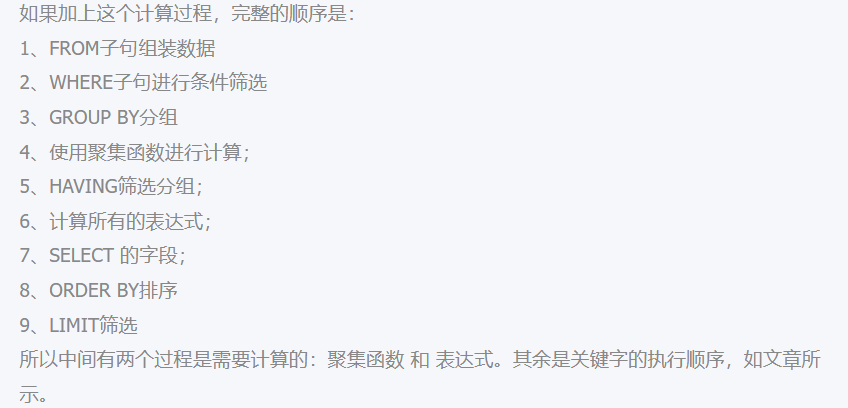 如果加上这个计算过程，完整的顺序是：
1、FROM子句组装数据
2、WHERE子句进行条件筛选
3、GROUP BY分组
4、使用聚集函数进行计算；
5、HAVING筛选分组；
6、计算所有的表达式；
7、SELECT 的字段；
8、ORDER BY排序
9、LIMIT筛选
所以中间有两个过程是需要计算的：聚集函数 和 表达式。其余是关键字的执行顺序，如文章所
示。